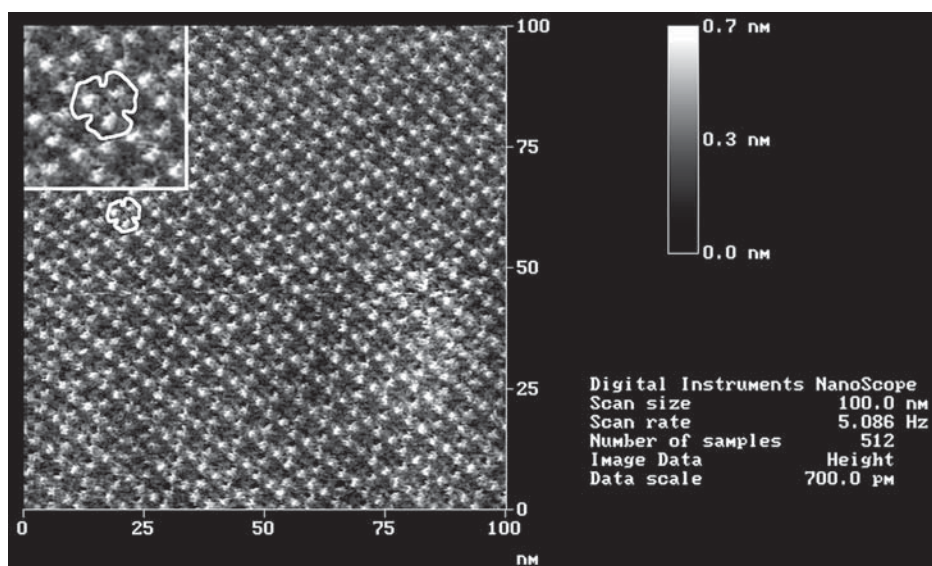 100
75
50
25
0
0 25 50 75 100
nm
0.7 nm
0.3 nm
0.0 nm
Digital Instruments NanoScope
Scan size 100.0 nm
Scan rate 5.086 Hz
Number of samples 512
Image Data Height
Data scale 700.0 pm